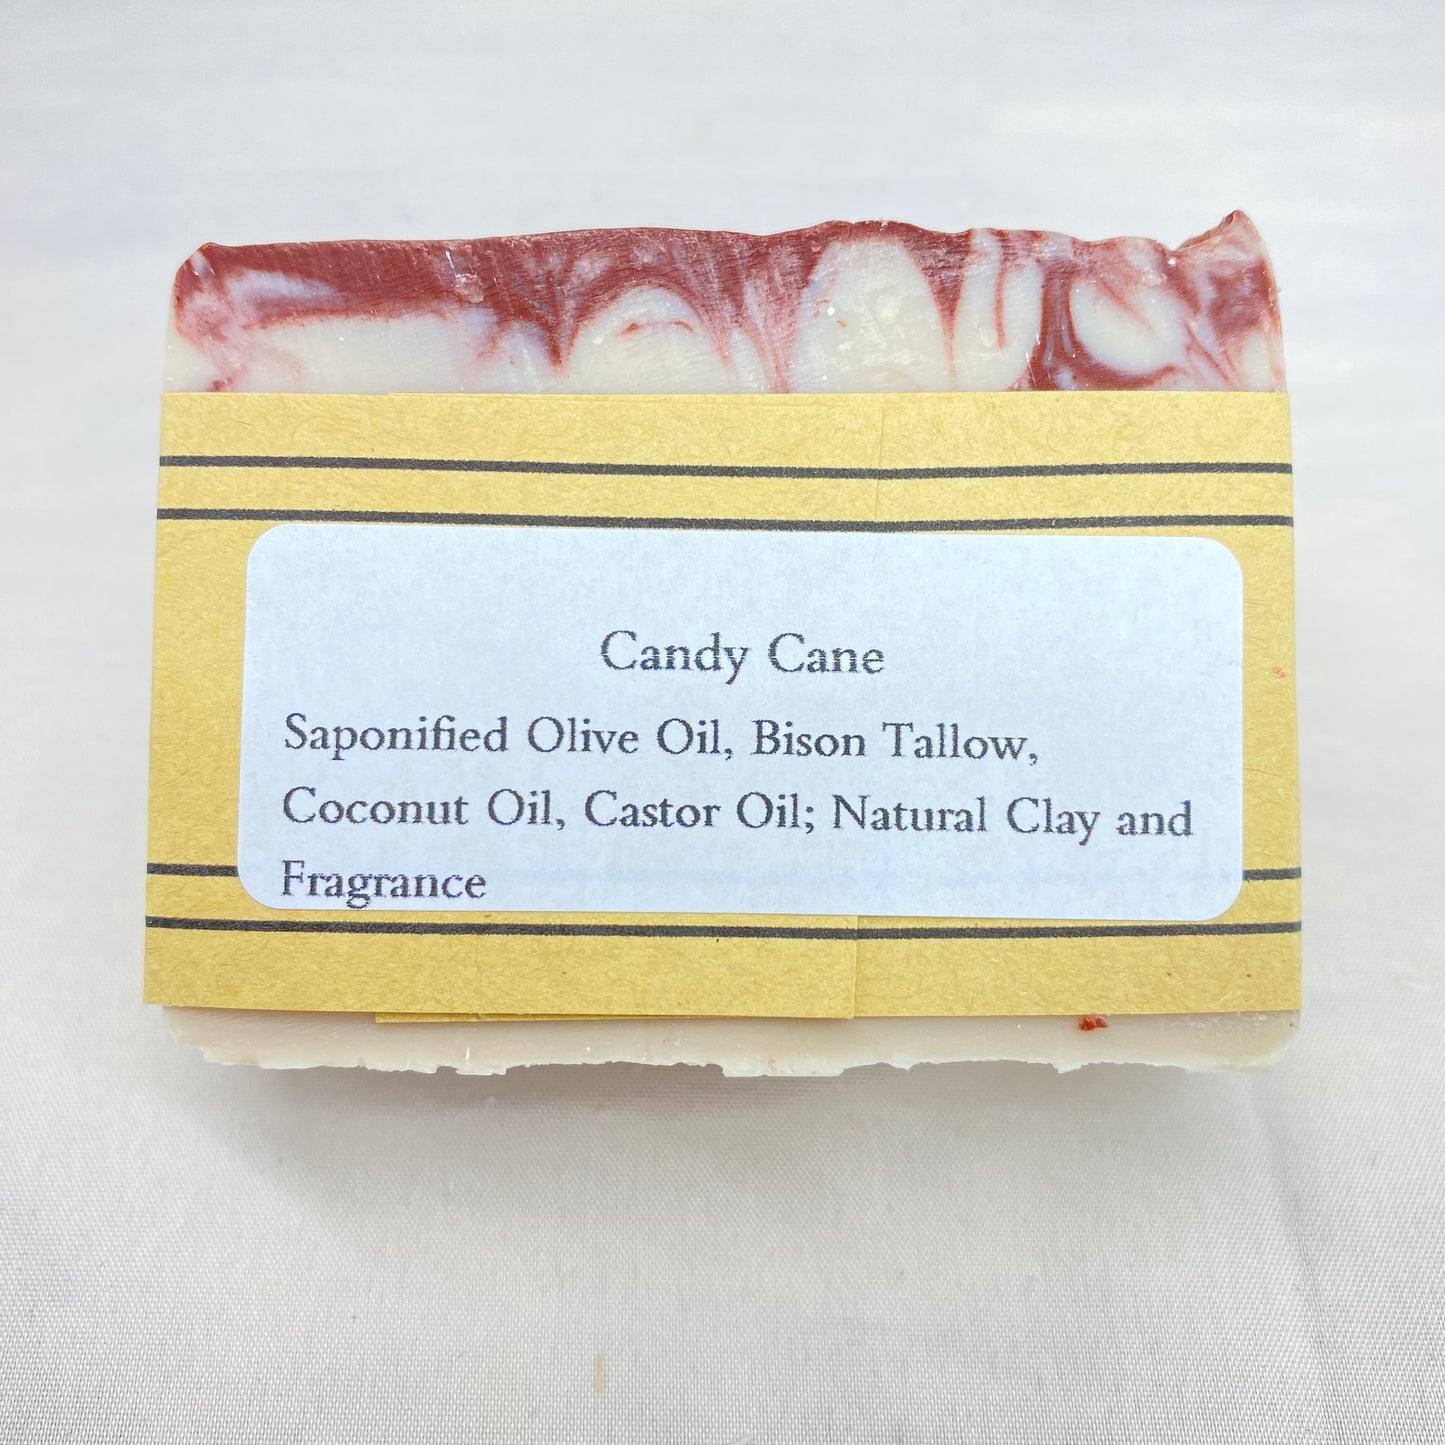 Candy Cane
Saponified Olive Oil, Bison Tallow,
Coconut Oil, Castor Oil; Natural Clay and
Fragrance